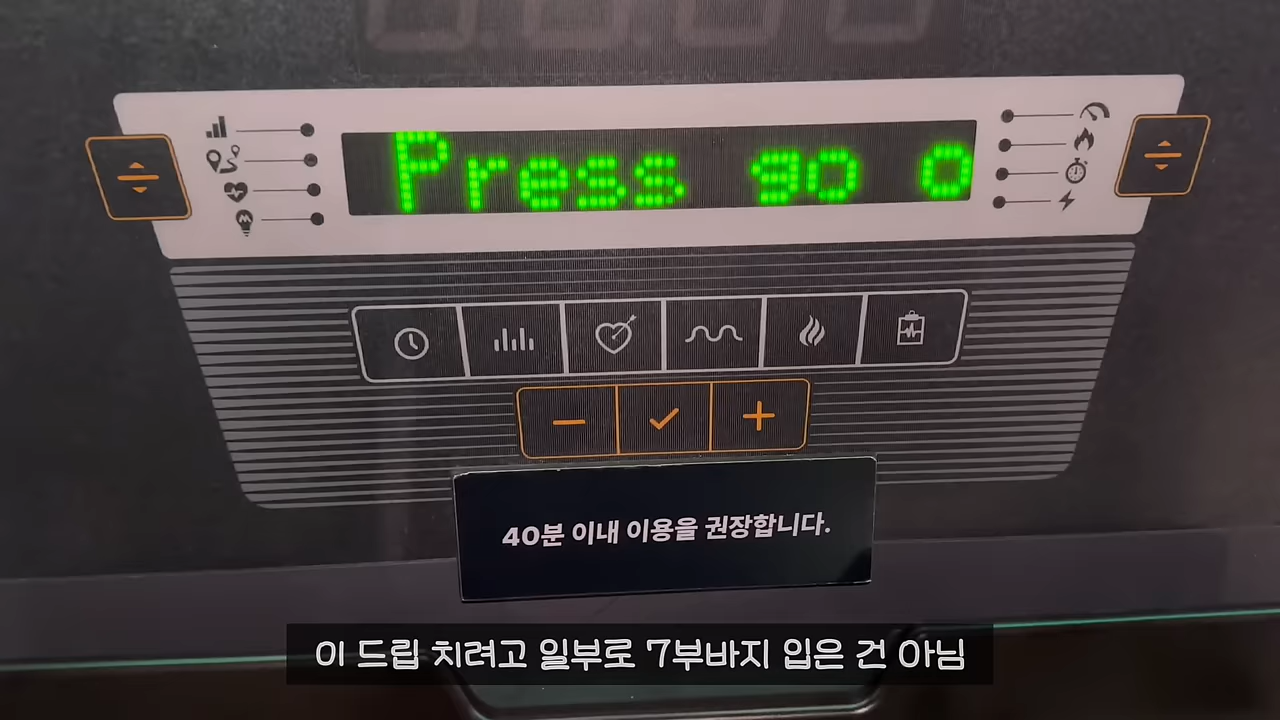 Press go o
40분 이내 이용을 권장합니다.
이 드립 치려고 일부로 7부바지 입은 건 아님